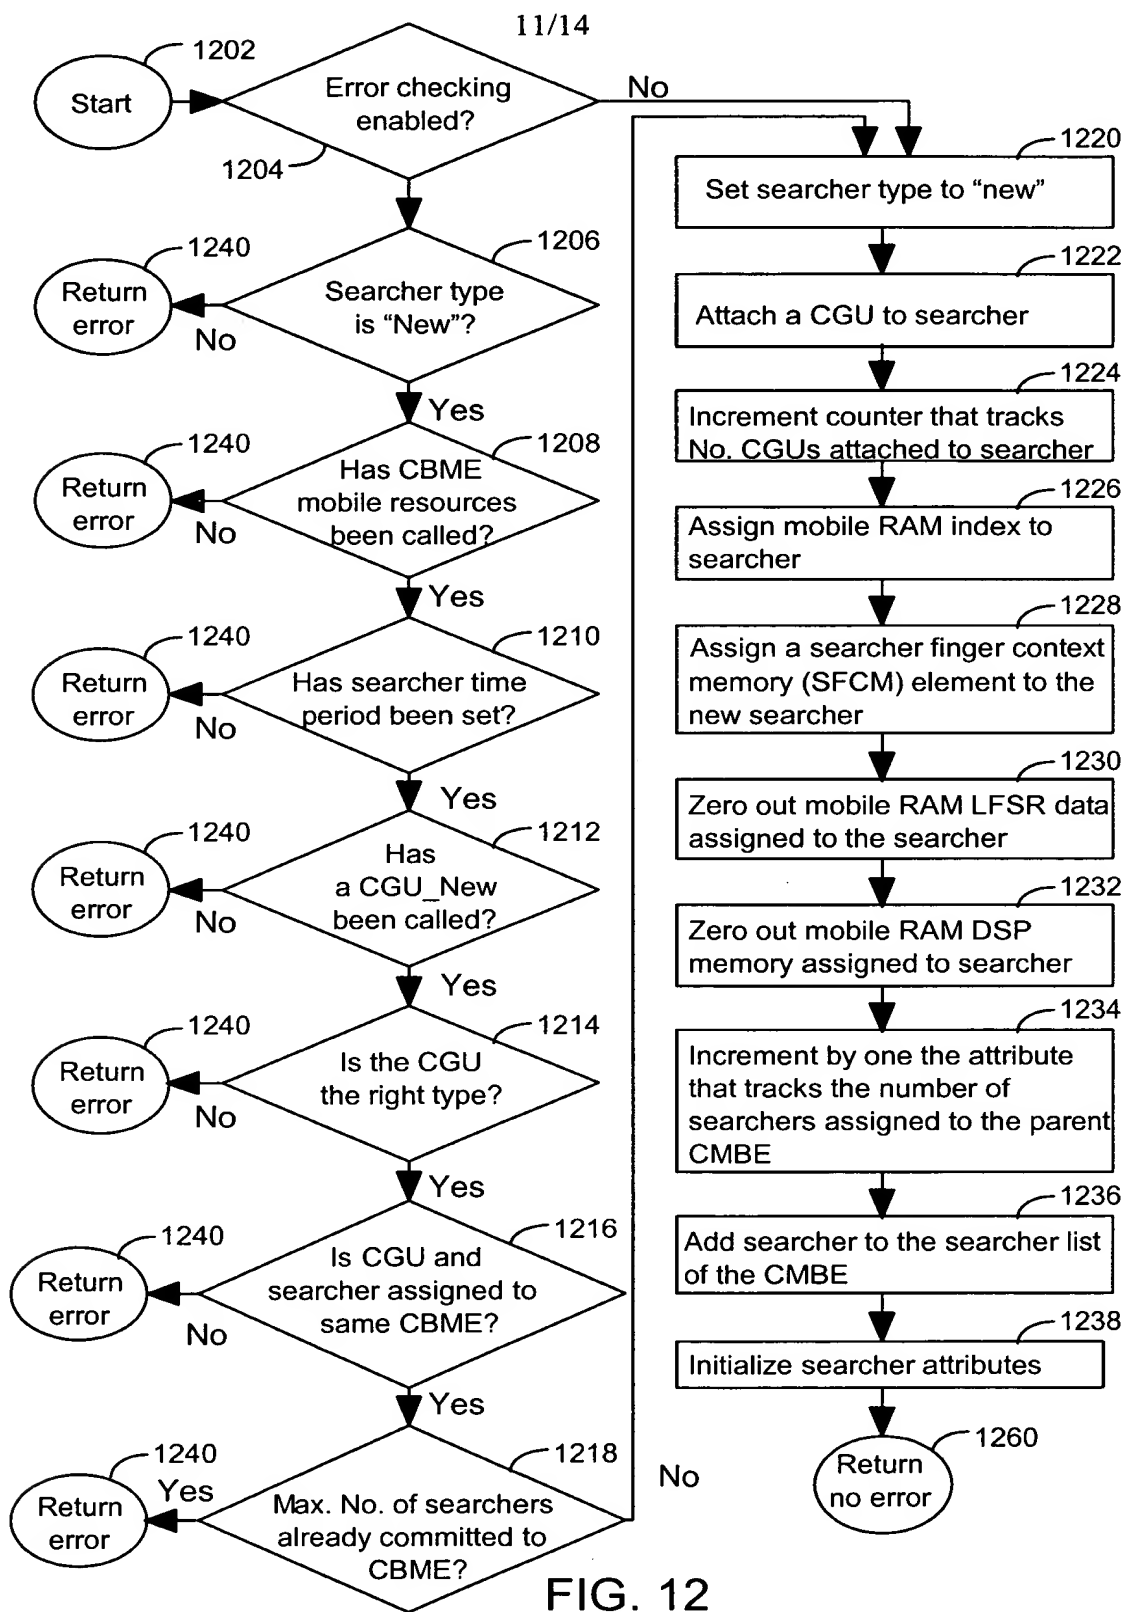 11/14
1202
Start
Error checking
enabled?
No
1204
1206
Searcher type
is “New”?
1240
Return
error
No
Yes
1208
Has CBME
mobile resources
been called?
1240
Return
error
No
Yes
1210
Has searcher time
period been set?
1240
Return
error
No
Yes
1212
Has
a CGU_New
been called?
1240
Return
error
No
Yes
1214
Is the CGU
the right type?
1240
Return
error
No
Yes
1216
Is CGU and
searcher assigned to
same CBME?
1240
Return
error
No
Yes
1218
Max. No. of searchers
already committed to
CBME?
1240
Yes
Return
error
No
1220
Set searcher type to “new”
1222
Attach a CGU to searcher
1224
Increment counter that tracks
No. CGUs attached to searcher
1226
Assign mobile RAM index to
searcher
1228
Assign a searcher finger context
memory (SFCM) element to the
new searcher
1230
Zero out mobile RAM LFSR data
assigned to the searcher
1232
Zero out mobile RAM DSP
memory assigned to searcher
1234
Increment by one the attribute
that tracks the number of
searchers assigned to the parent
CMBE
1236
Add searcher to the searcher list
of the CMBE
1238
Initialize searcher attributes
1260
Return
no error
FIG. 12